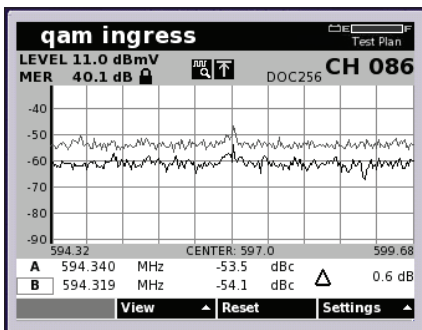 qam ingress
E F
Test Plan
LEVEL 11.0 dBmV
MER 40.1 dB
DOC256 CH 086
-40
-50
-60
-70
-80
-90
594.32 CENTER: 597.0 599.68
A 594.340 MHz -53.5 dBc
B 594.319 MHz -54.1 dBc
Δ 0.6 dB
View Reset Settings